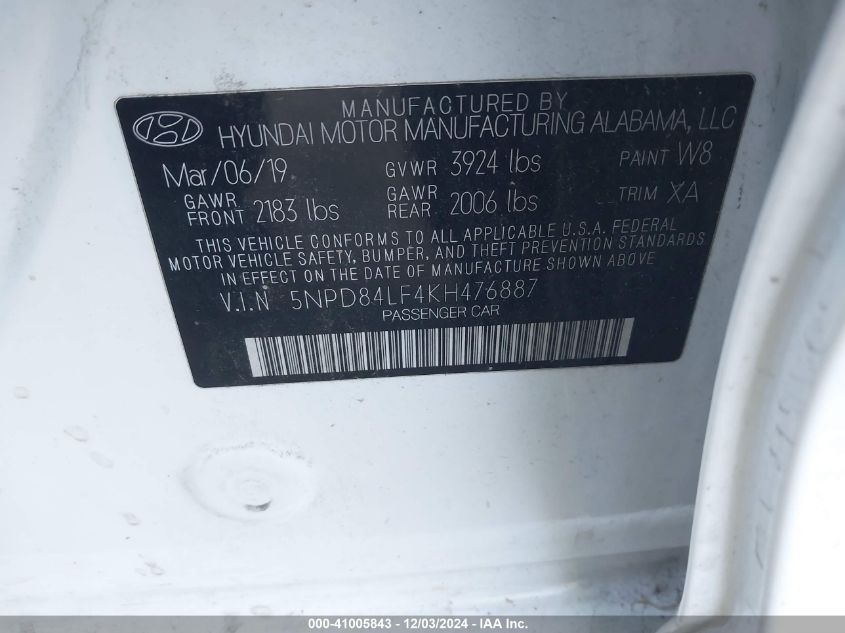 MANUFACTURED BY
HYUNDAI MOTOR MANUFACTURING ALABAMA, LLC
Mar/06/19 GVWR 3924 lbs PAINT W8
GAWR FRONT 2183 lbs GAWR REAR 2006 lbs TRIM XA
THIS VEHICLE CONFORMS TO ALL APPLICABLE U.S.A. FEDERAL
MOTOR VEHICLE SAFETY, BUMPER, AND THEFT PREVENTION STANDARDS
IN EFFECT ON THE DATE OF MANUFACTURE SHOWN ABOVE.
V.I.N 5NPD84LF4KH476887
PASSENGER CAR
000-41005843 - 12/03/2024 - IAA Inc.